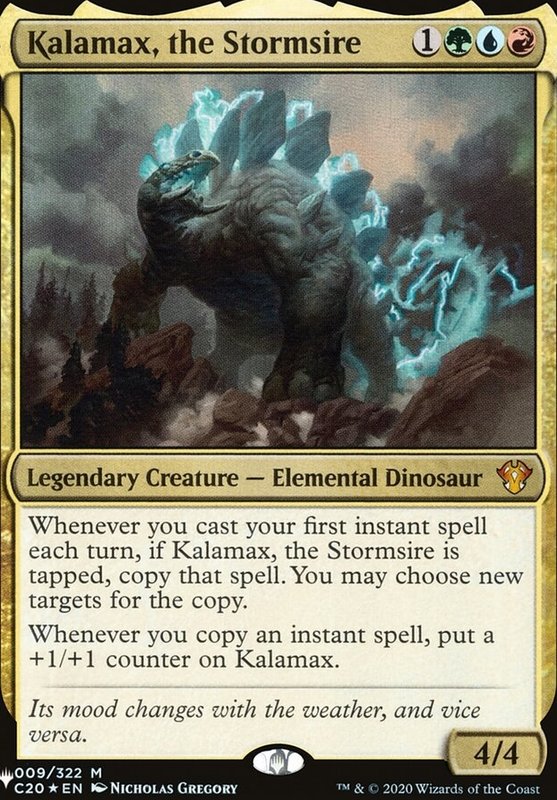 Kalamax, the Stormsire
1
Legendary Creature — Elemental Dinosaur
Whenever you cast your first instant spell
each turn, if Kalamax, the Stormsire is
tapped, copy that spell. You may choose new
targets for the copy.
Whenever you copy an instant spell, put a
+1/+1 counter on Kalamax.
Its mood changes with the weather, and vice
versa.
4/4
009/322 M
C20 ★ EN Nicholas Gregory
™ & © 2020 Wizards of the Coast